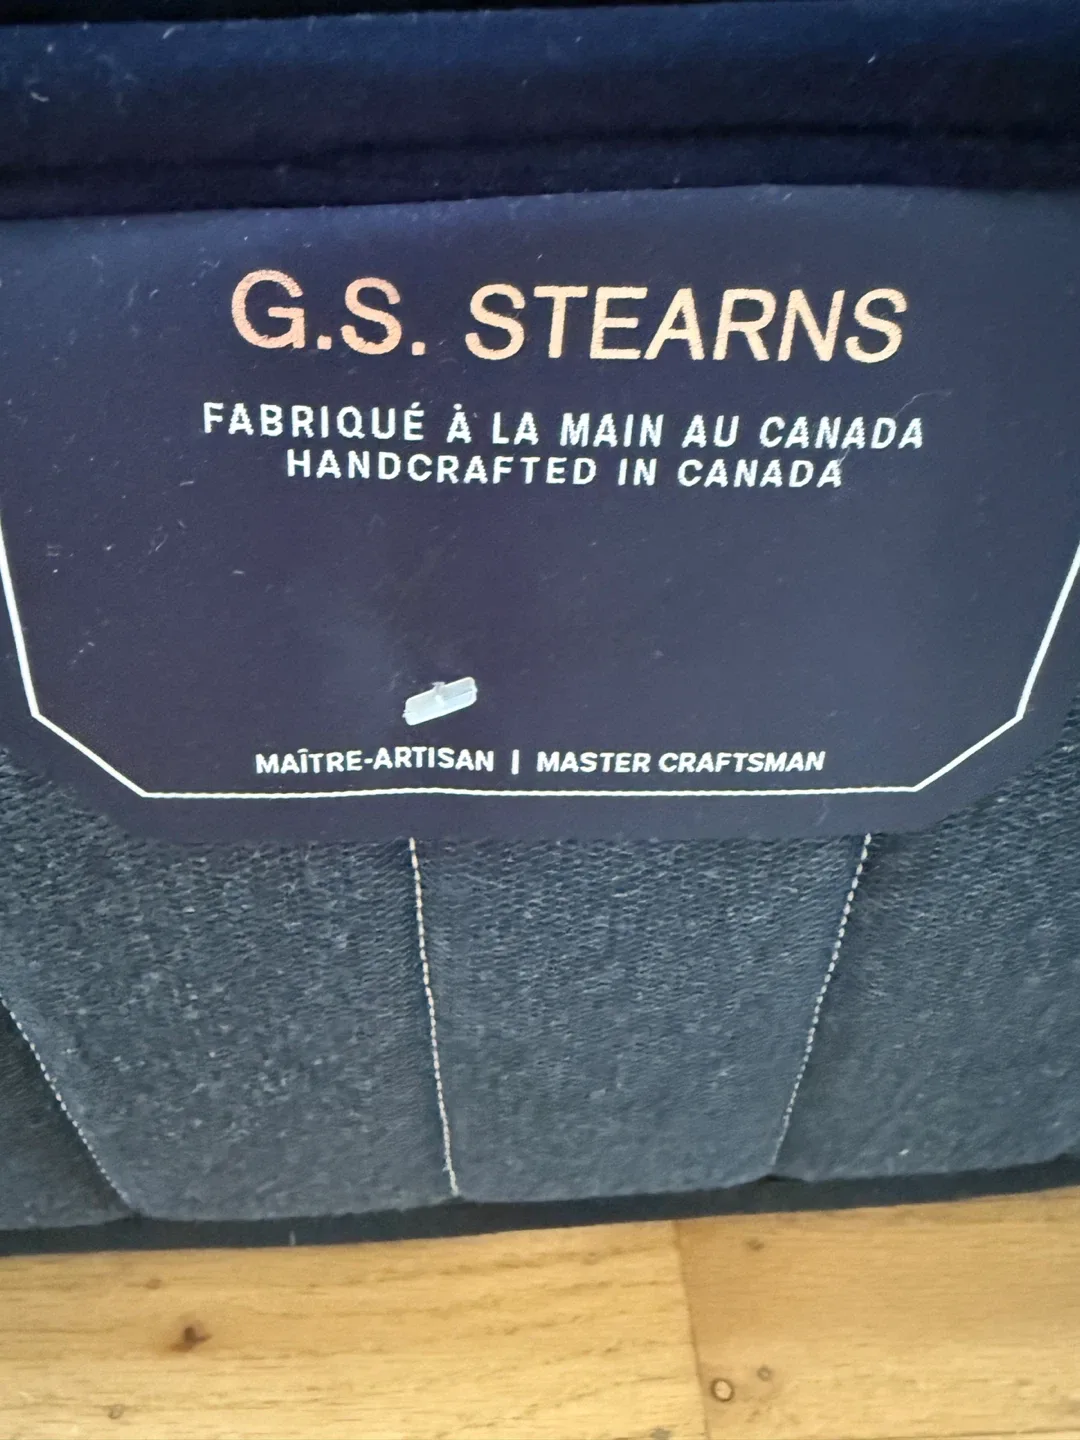 G.S. STEARNS
FABRIQUÉ À LA MAIN AU CANADA
HANDCRAFTED IN CANADA
MAÎTRE-ARTISAN | MASTER CRAFTSMAN